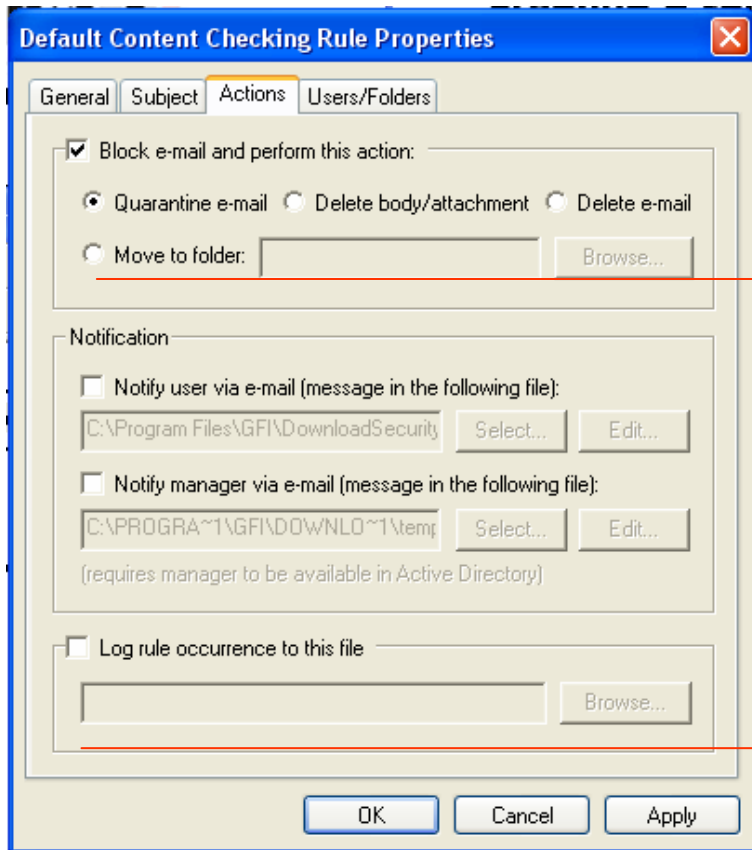 Default Content Checking Rule Properties
General Subject Actions Users/Folders
Block e-mail and perform this action:
Quarantine e-mail Delete body/attachment Delete e-mail
Move to folder: Browse...
Notification
Notify user via e-mail (message in the following file):
C:\Program Files\GFI\DownloadSecurity Select... Edit...
Notify manager via e-mail (message in the following file):
C:\PROGRA~1\GFI\DOWNLO~1\temp Select... Edit...
(requires manager to be available in Active Directory)
Log rule occurrence to this file
Browse...
OK Cancel Apply